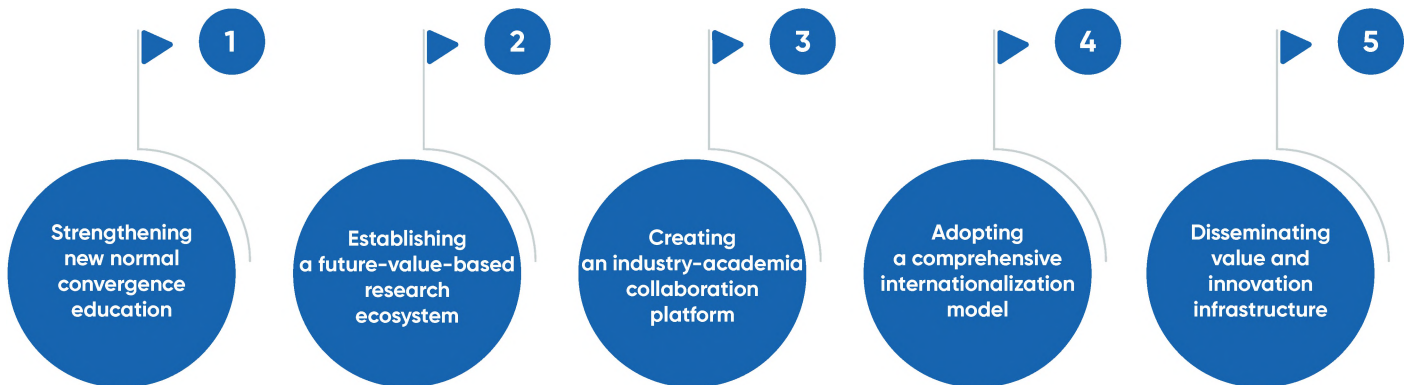 1
Strengthening
new normal
convergence
education
2
Establishing
a future-value-based
research
ecosystem
3
Creating
an industry-academia
collaboration
platform
4
Adopting
a comprehensive
internationalization
model
5
Disseminating
value and
innovation
infrastructure